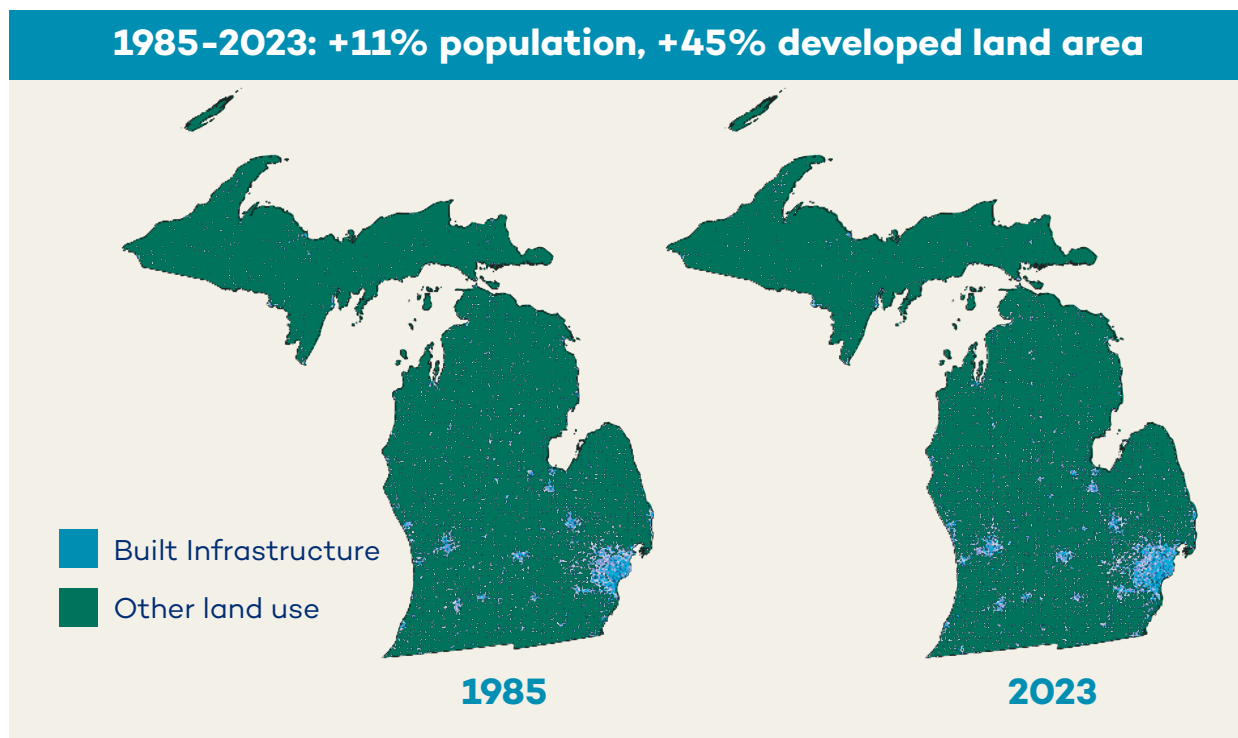 1985-2023: +11% population, +45% developed land area
Built Infrastructure
Other land use
1985
2023